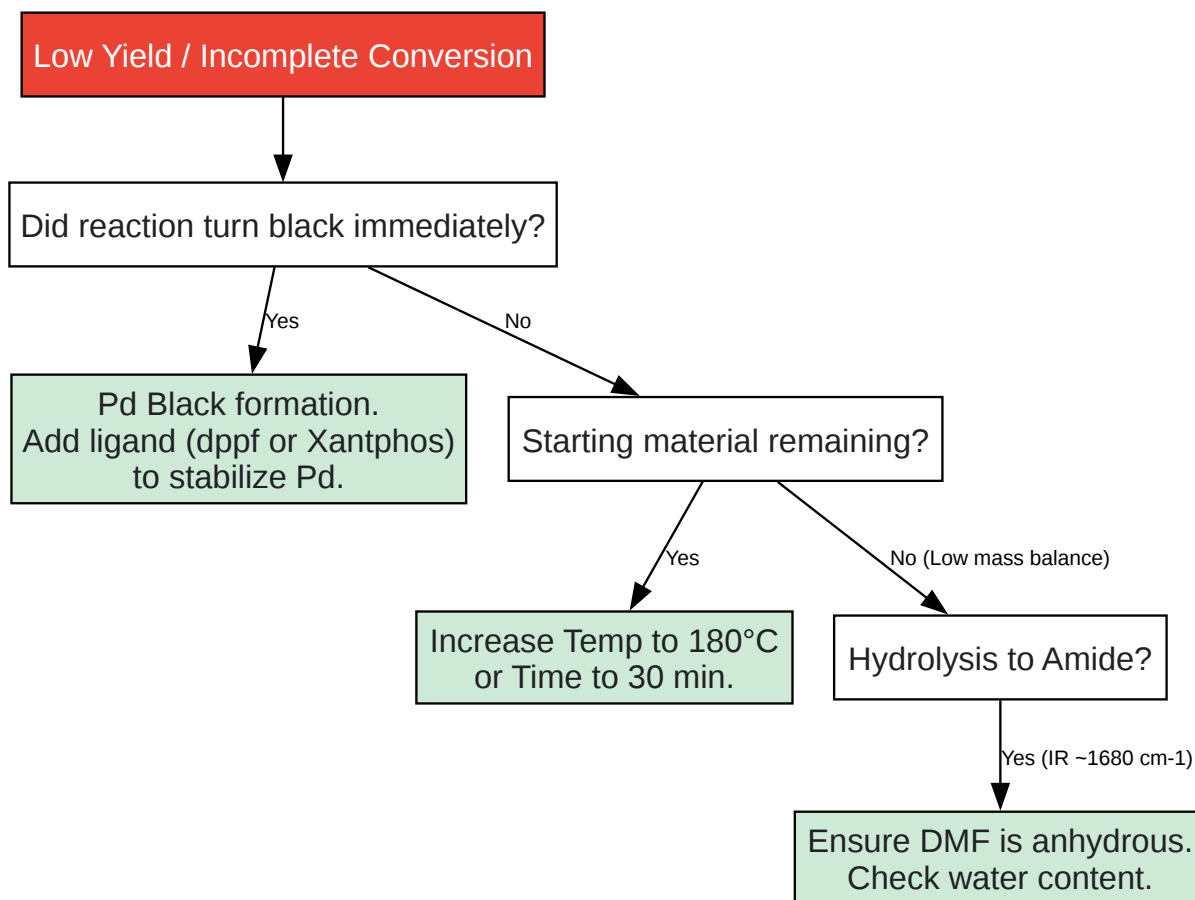 Low Yield / Incomplete Conversion
Did reaction turn black immediately?
Yes
No
Pd Black formation.
Add ligand (dppf or Xantphos)
to stabilize Pd.
Starting material remaining?
Yes
No (Low mass balance)
Increase Temp to 180°C
or Time to 30 min.
Hydrolysis to Amide?
Yes (IR ~1680 cm-1)
Ensure DMF is anhydrous.
Check water content.